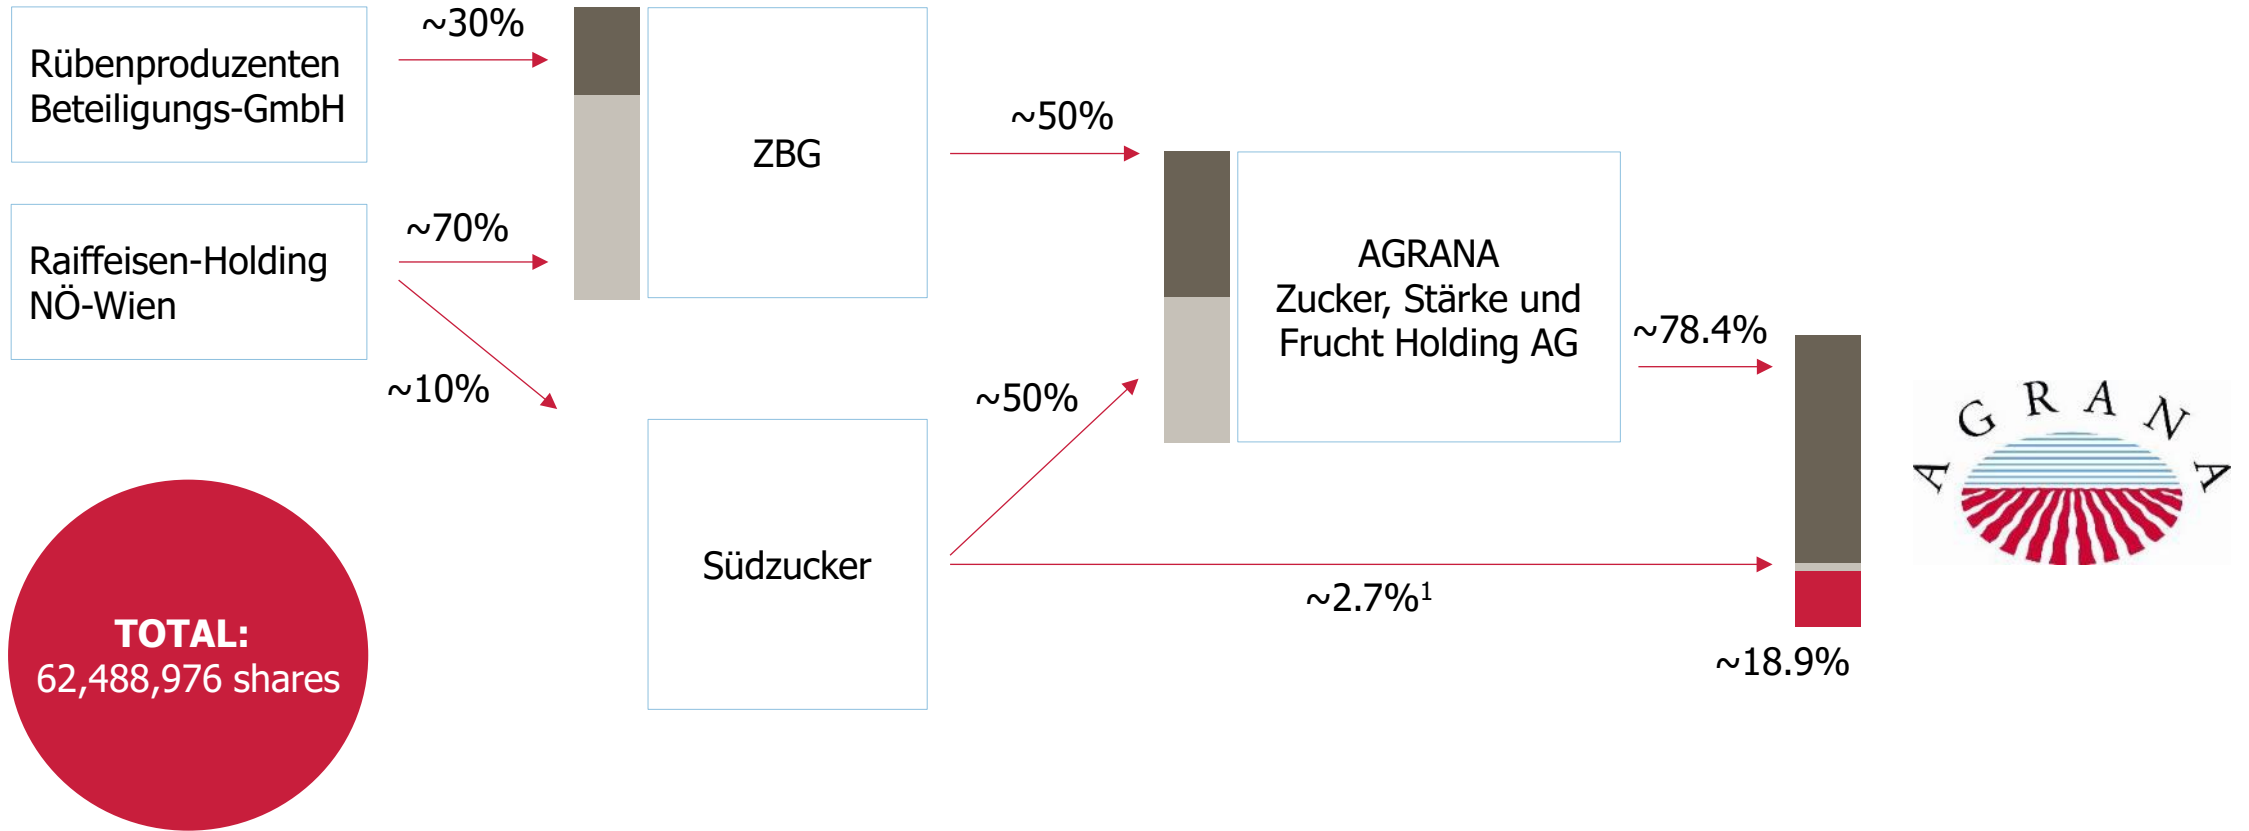 Rübenproduzenten
Beteiligungs-GmbH
~30%
Raiffeisen-Holding
NÖ-Wien
~70%
~10%
ZBG
~50%
Südzucker
~50%
~2.7%¹
AGRANA
Zucker, Stärke und
Frucht Holding AG
~78.4%
~18.9%
AGRANA
TOTAL:
62,488,976 shares